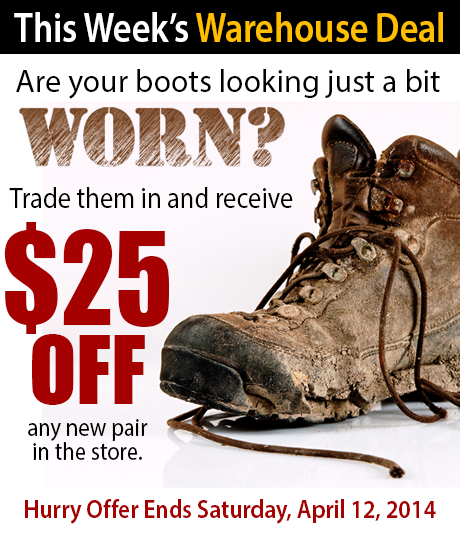 This Week's Warehouse Deal
Are your boots looking just a bit
WORN?
Trade them in and receive
$25
OFF
any new pair
in the store.
Hurry Offer Ends Saturday, April 12, 2014